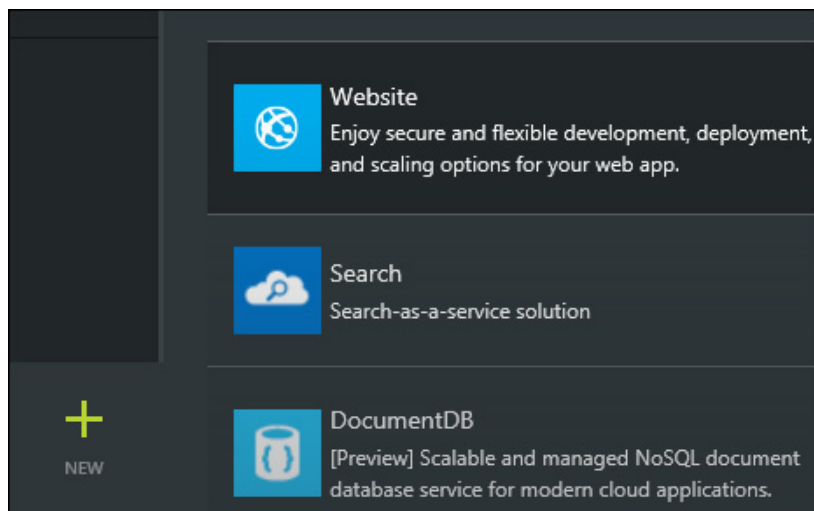 Website
Enjoy secure and flexible development, deployment,
and scaling options for your web app.
Search
Search-as-a-service solution
DocumentDB
[Preview] Scalable and managed NoSQL document
database service for modern cloud applications.
NEW